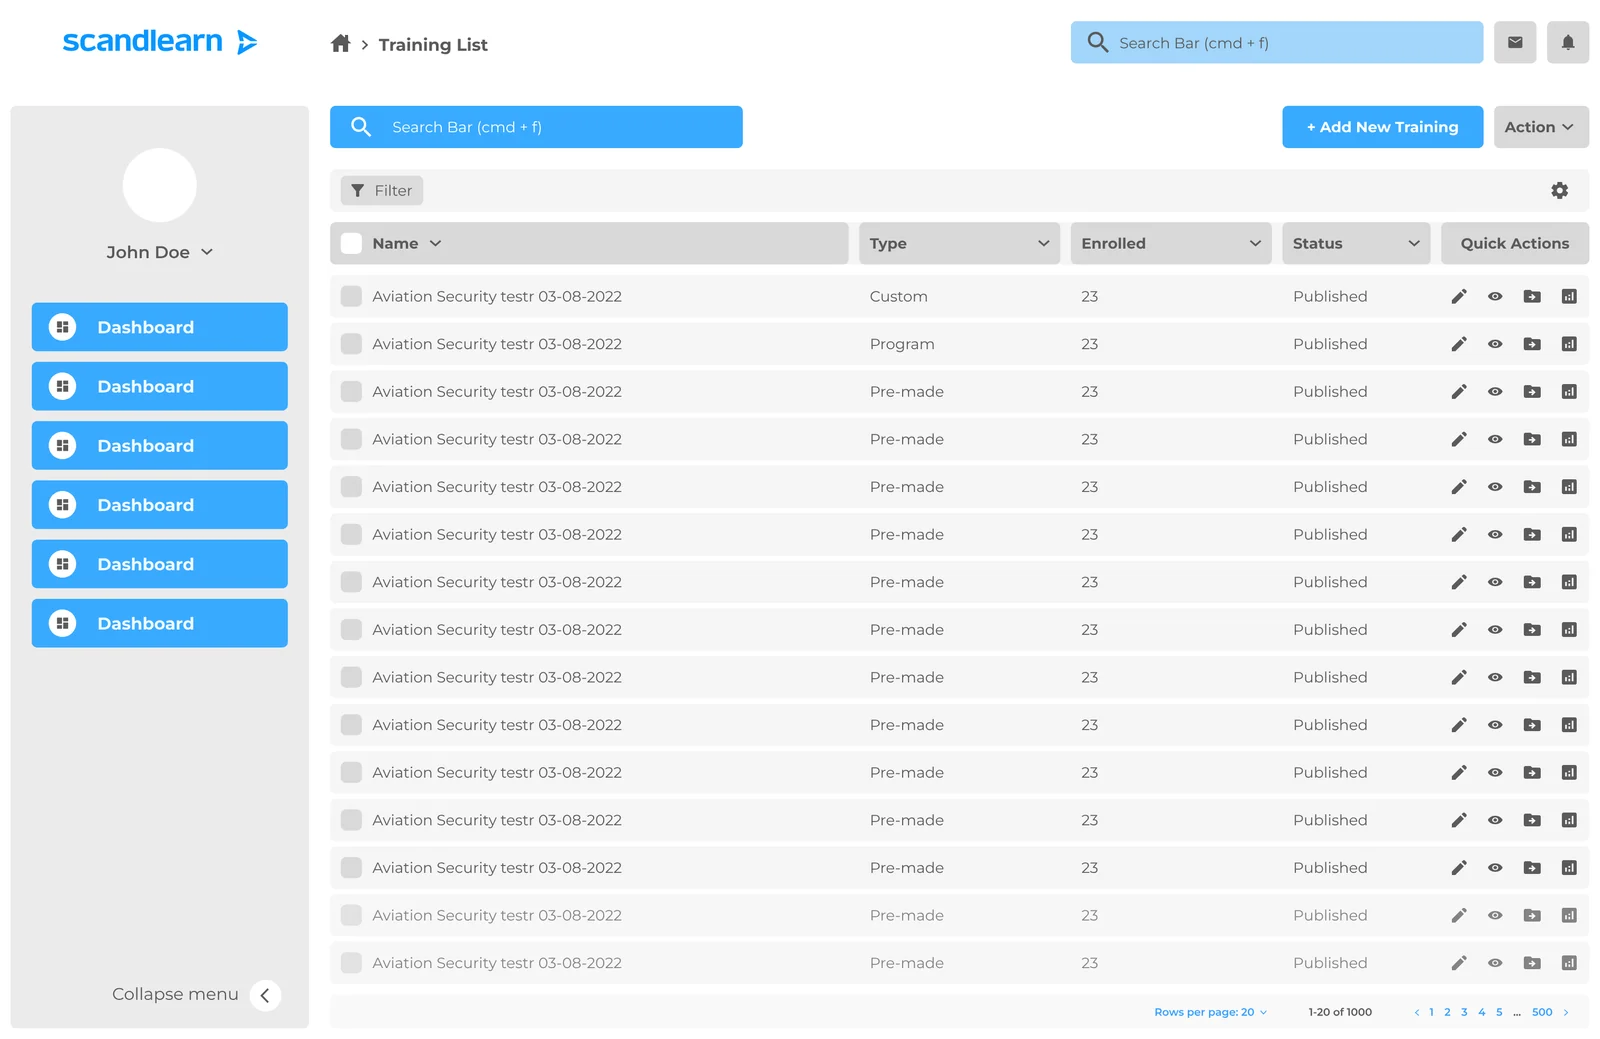 scandlearn
Training List
Search Bar (cmd + f)
Search Bar (cmd + f)
+ Add New Training
Action
John Doe
Dashboard
Dashboard
Dashboard
Dashboard
Dashboard
Dashboard
Collapse menu
Filter
Name Type Enrolled Status Quick Actions
Aviation Security testr 03-08-2022 Custom 23 Published
Aviation Security testr 03-08-2022 Program 23 Published
Aviation Security testr 03-08-2022 Pre-made 23 Published
Aviation Security testr 03-08-2022 Pre-made 23 Published
Aviation Security testr 03-08-2022 Pre-made 23 Published
Aviation Security testr 03-08-2022 Pre-made 23 Published
Aviation Security testr 03-08-2022 Pre-made 23 Published
Aviation Security testr 03-08-2022 Pre-made 23 Published
Aviation Security testr 03-08-2022 Pre-made 23 Published
Aviation Security testr 03-08-2022 Pre-made 23 Published
Aviation Security testr 03-08-2022 Pre-made 23 Published
Aviation Security testr 03-08-2022 Pre-made 23 Published
Aviation Security testr 03-08-2022 Pre-made 23 Published
Aviation Security testr 03-08-2022 Pre-made 23 Published
Aviation Security testr 03-08-2022 Pre-made 23 Published
Rows per page: 20 1-20 of 1000 < 1 2 3 4 5 ... 500 >